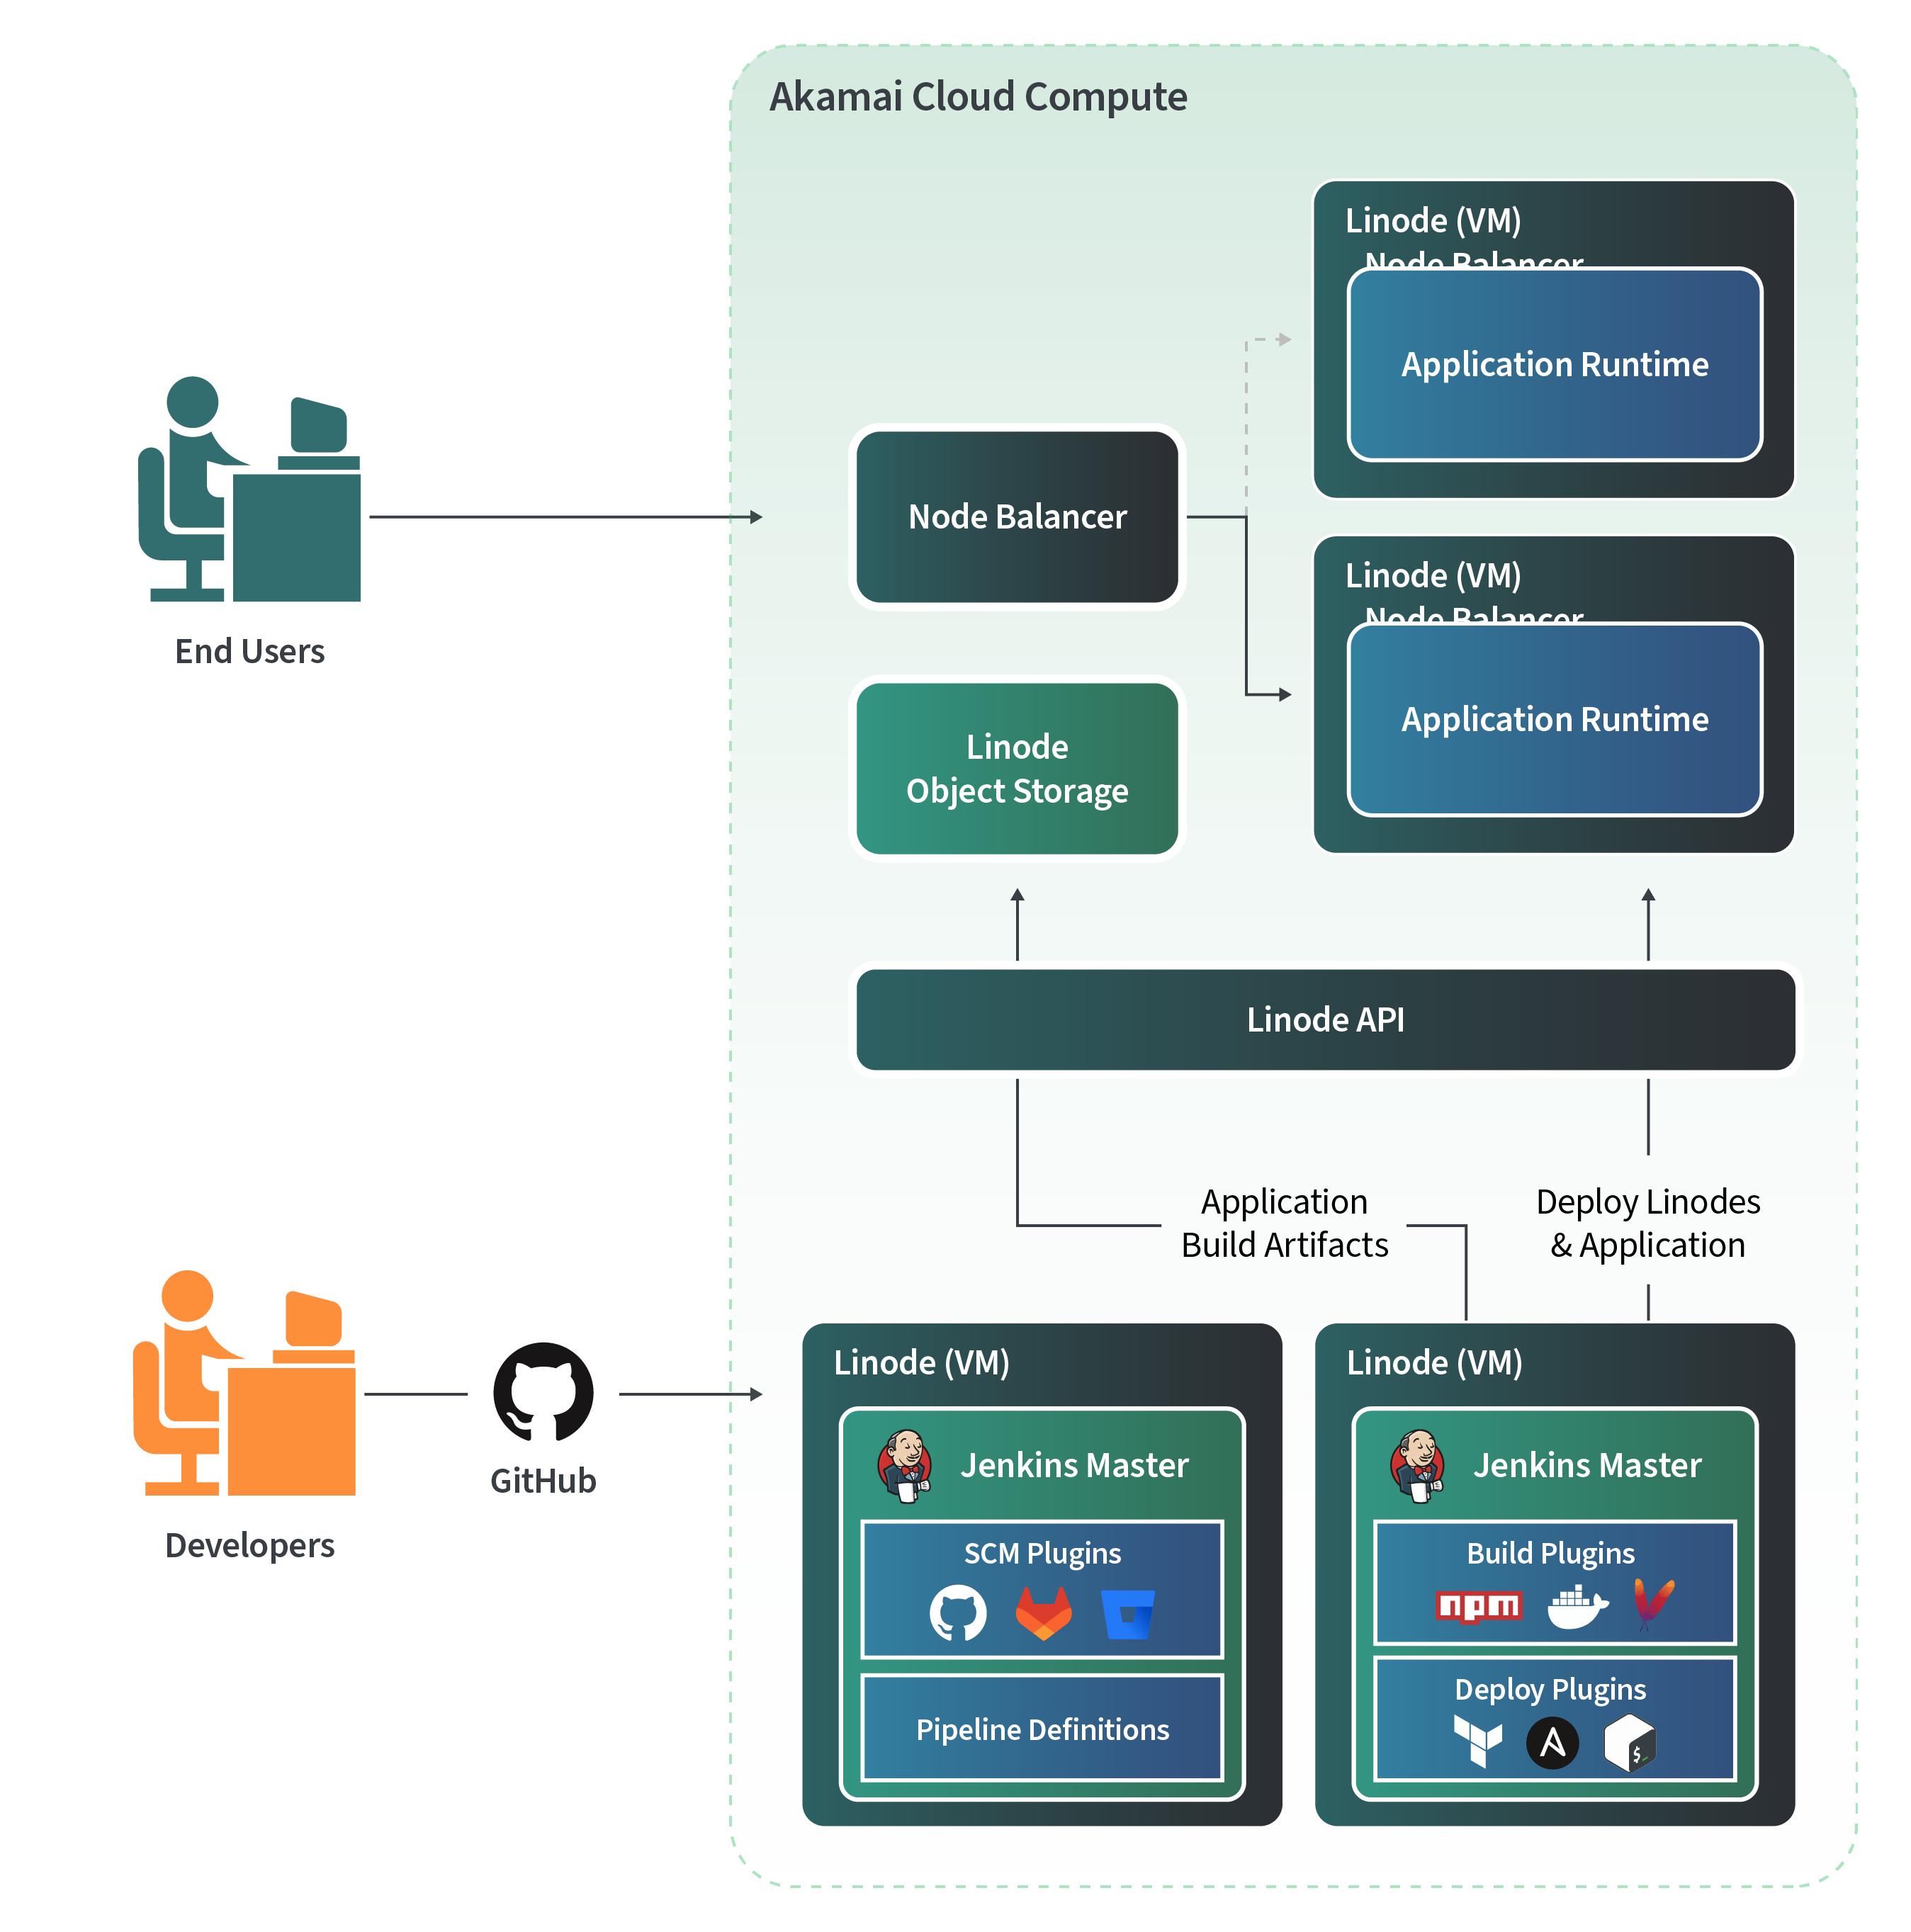 Akamai Cloud Compute
Linode (VM)
Node Balancer
Application Runtime
Node Balancer
End Users
Linode (VM)
Node Balancer
Application Runtime
Linode
Object Storage
Linode API
Application
Build Artifacts
Deploy Linodes
& Application
GitHub
Developers
Linode (VM)
Jenkins Master
SCM Plugins
Pipeline Definitions
Linode (VM)
Jenkins Master
Build Plugins
npm
Deploy Plugins
$_